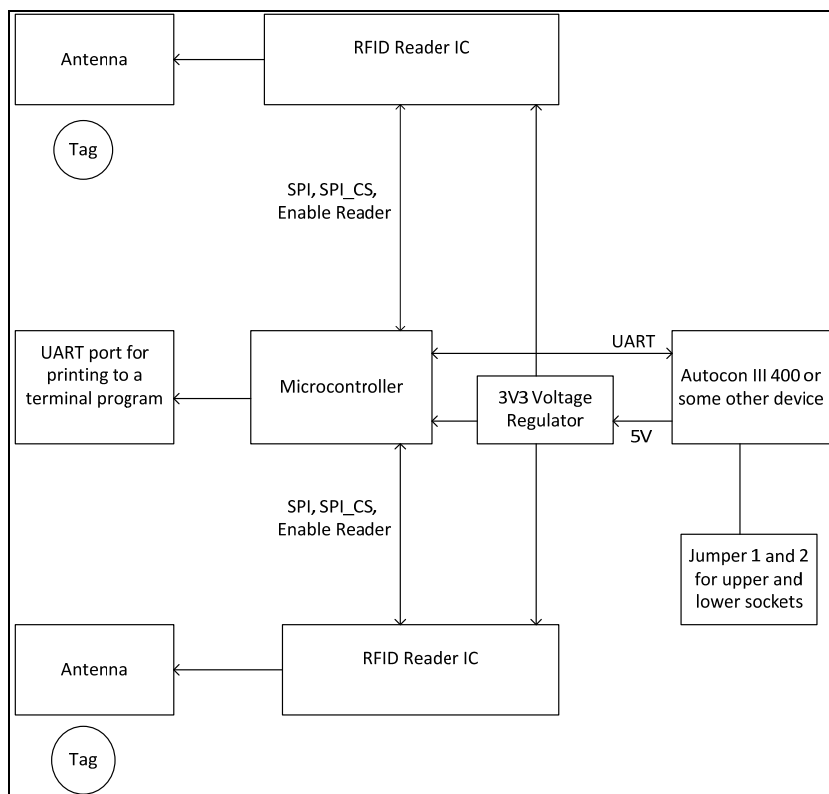 Antenna
RFID Reader IC
Tag
SPI, SPI_CS,
Enable Reader
UART port for
printing to a
terminal program
Microcontroller
UART
3V3 Voltage
Regulator
5V
Autocon III 400 or
some other device
SPI, SPI_CS,
Enable Reader
Jumper 1 and 2
for upper and
lower sockets
Antenna
RFID Reader IC
Tag